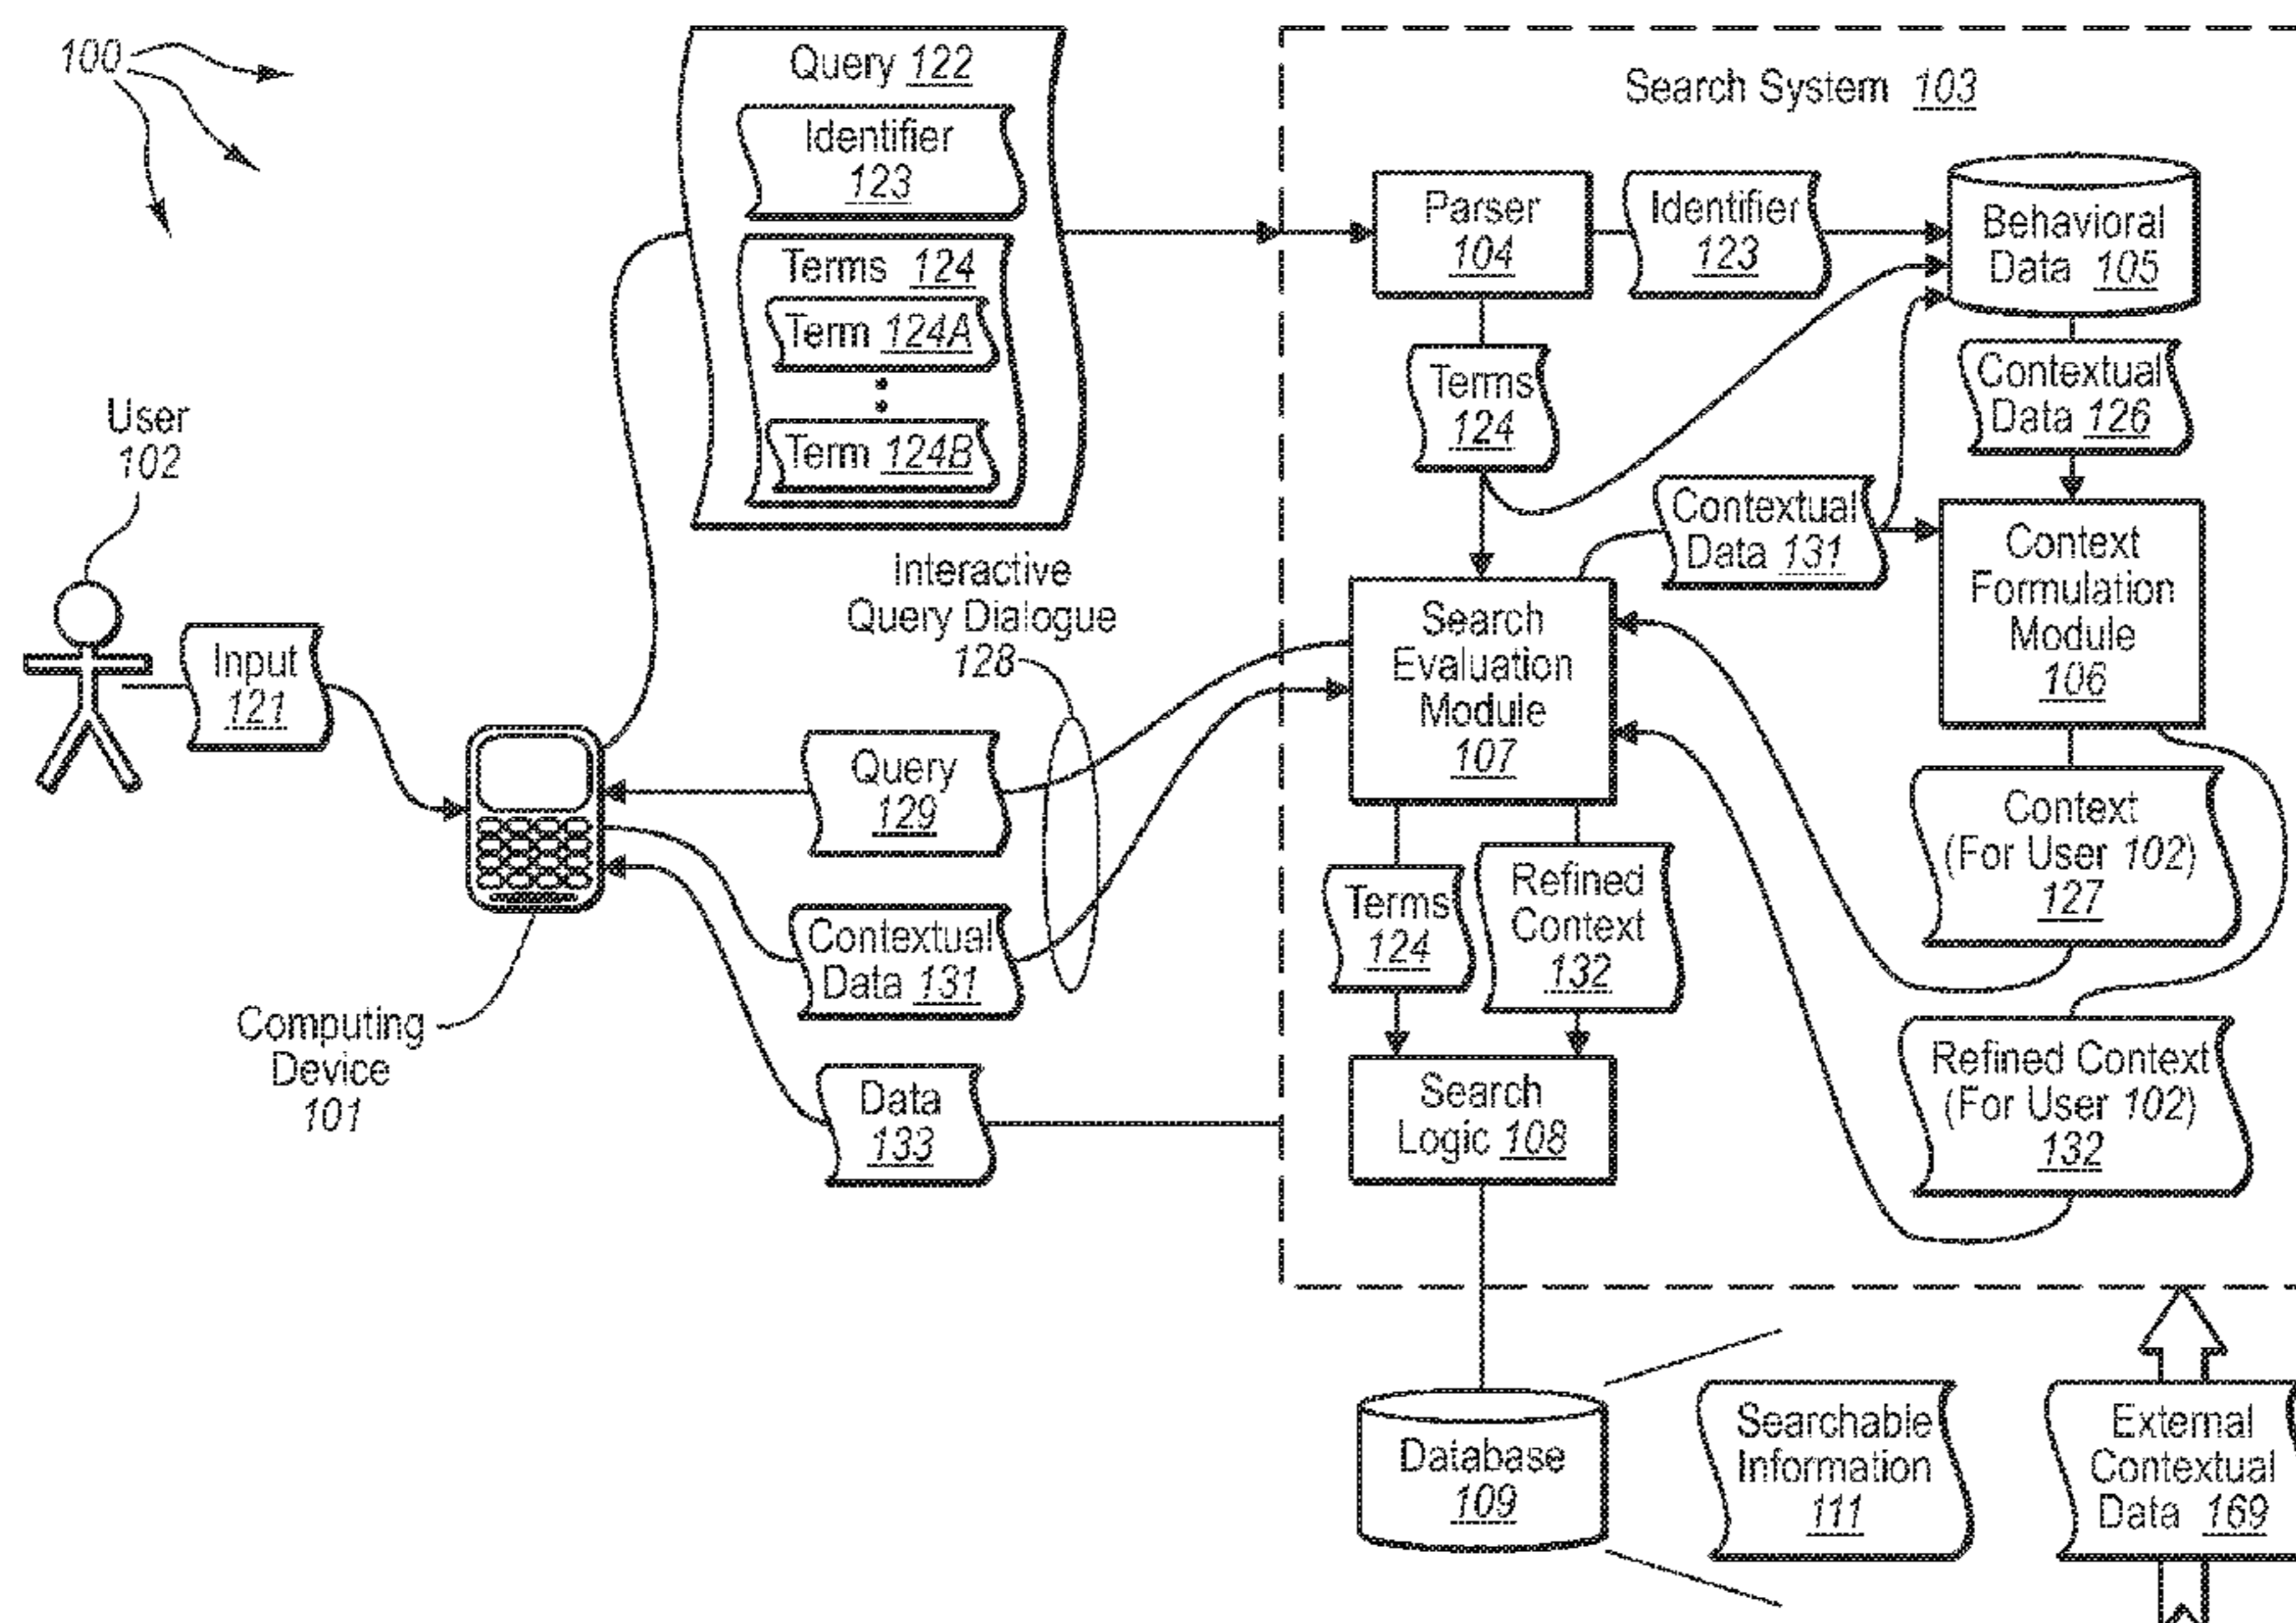 100
Query 122
Identifier
123
Terms 124
Term 124A
Term 124B
Search System 103
Parser
104
Identifier
123
Behavioral
Data 105
Terms
124
Contextual
Data 126
User
102
Input
121
Interactive
Query Dialogue
128
Contextual
Data 131
Context
Formulation
Module
106
Search
Evaluation
Module
107
Query
129
Context
(For User 102)
127
Terms
124
Refined
Context
132
Contextual
Data 131
Computing
Device
101
Data
133
Search
Logic 108
Refined Context
(For User 102)
132
Database
109
Searchable
Information
111
External
Contextual
Data 169